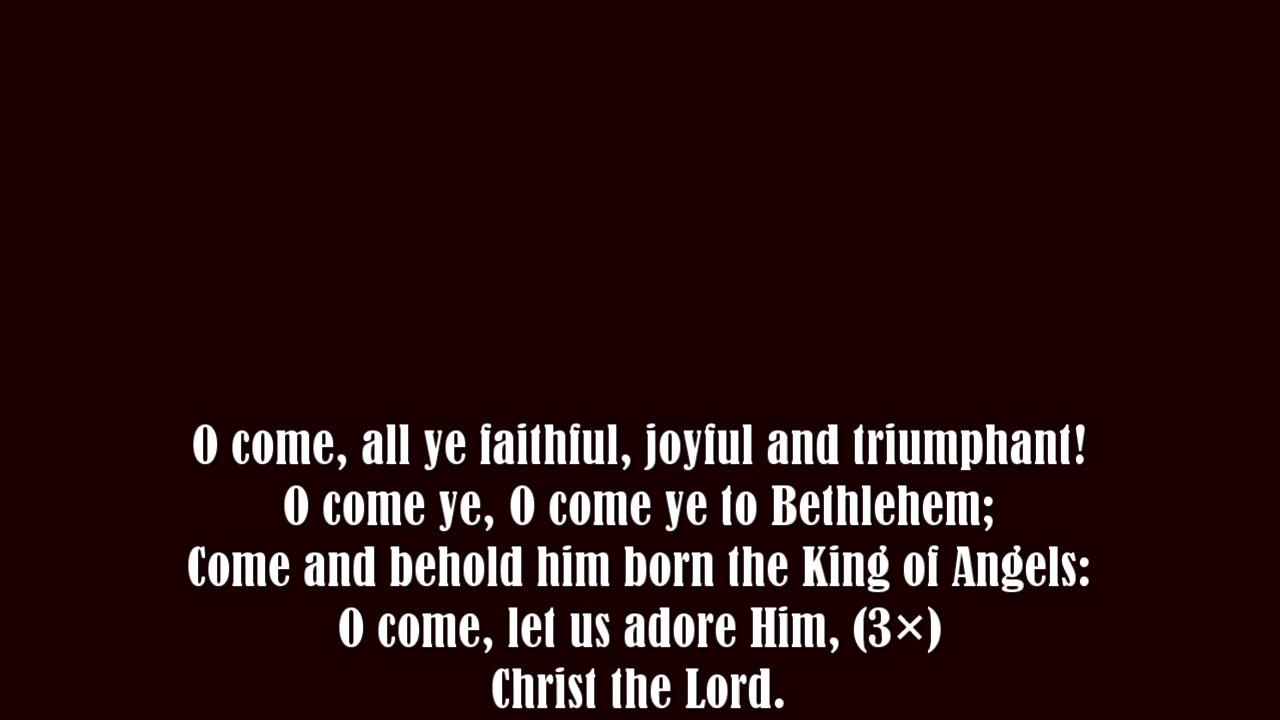 O come, all ye faithful, joyful and triumphant!
O come ye, O come ye to Bethlehem;
Come and behold him born the King of Angels:
O come, let us adore Him, (3×)
Christ the Lord.